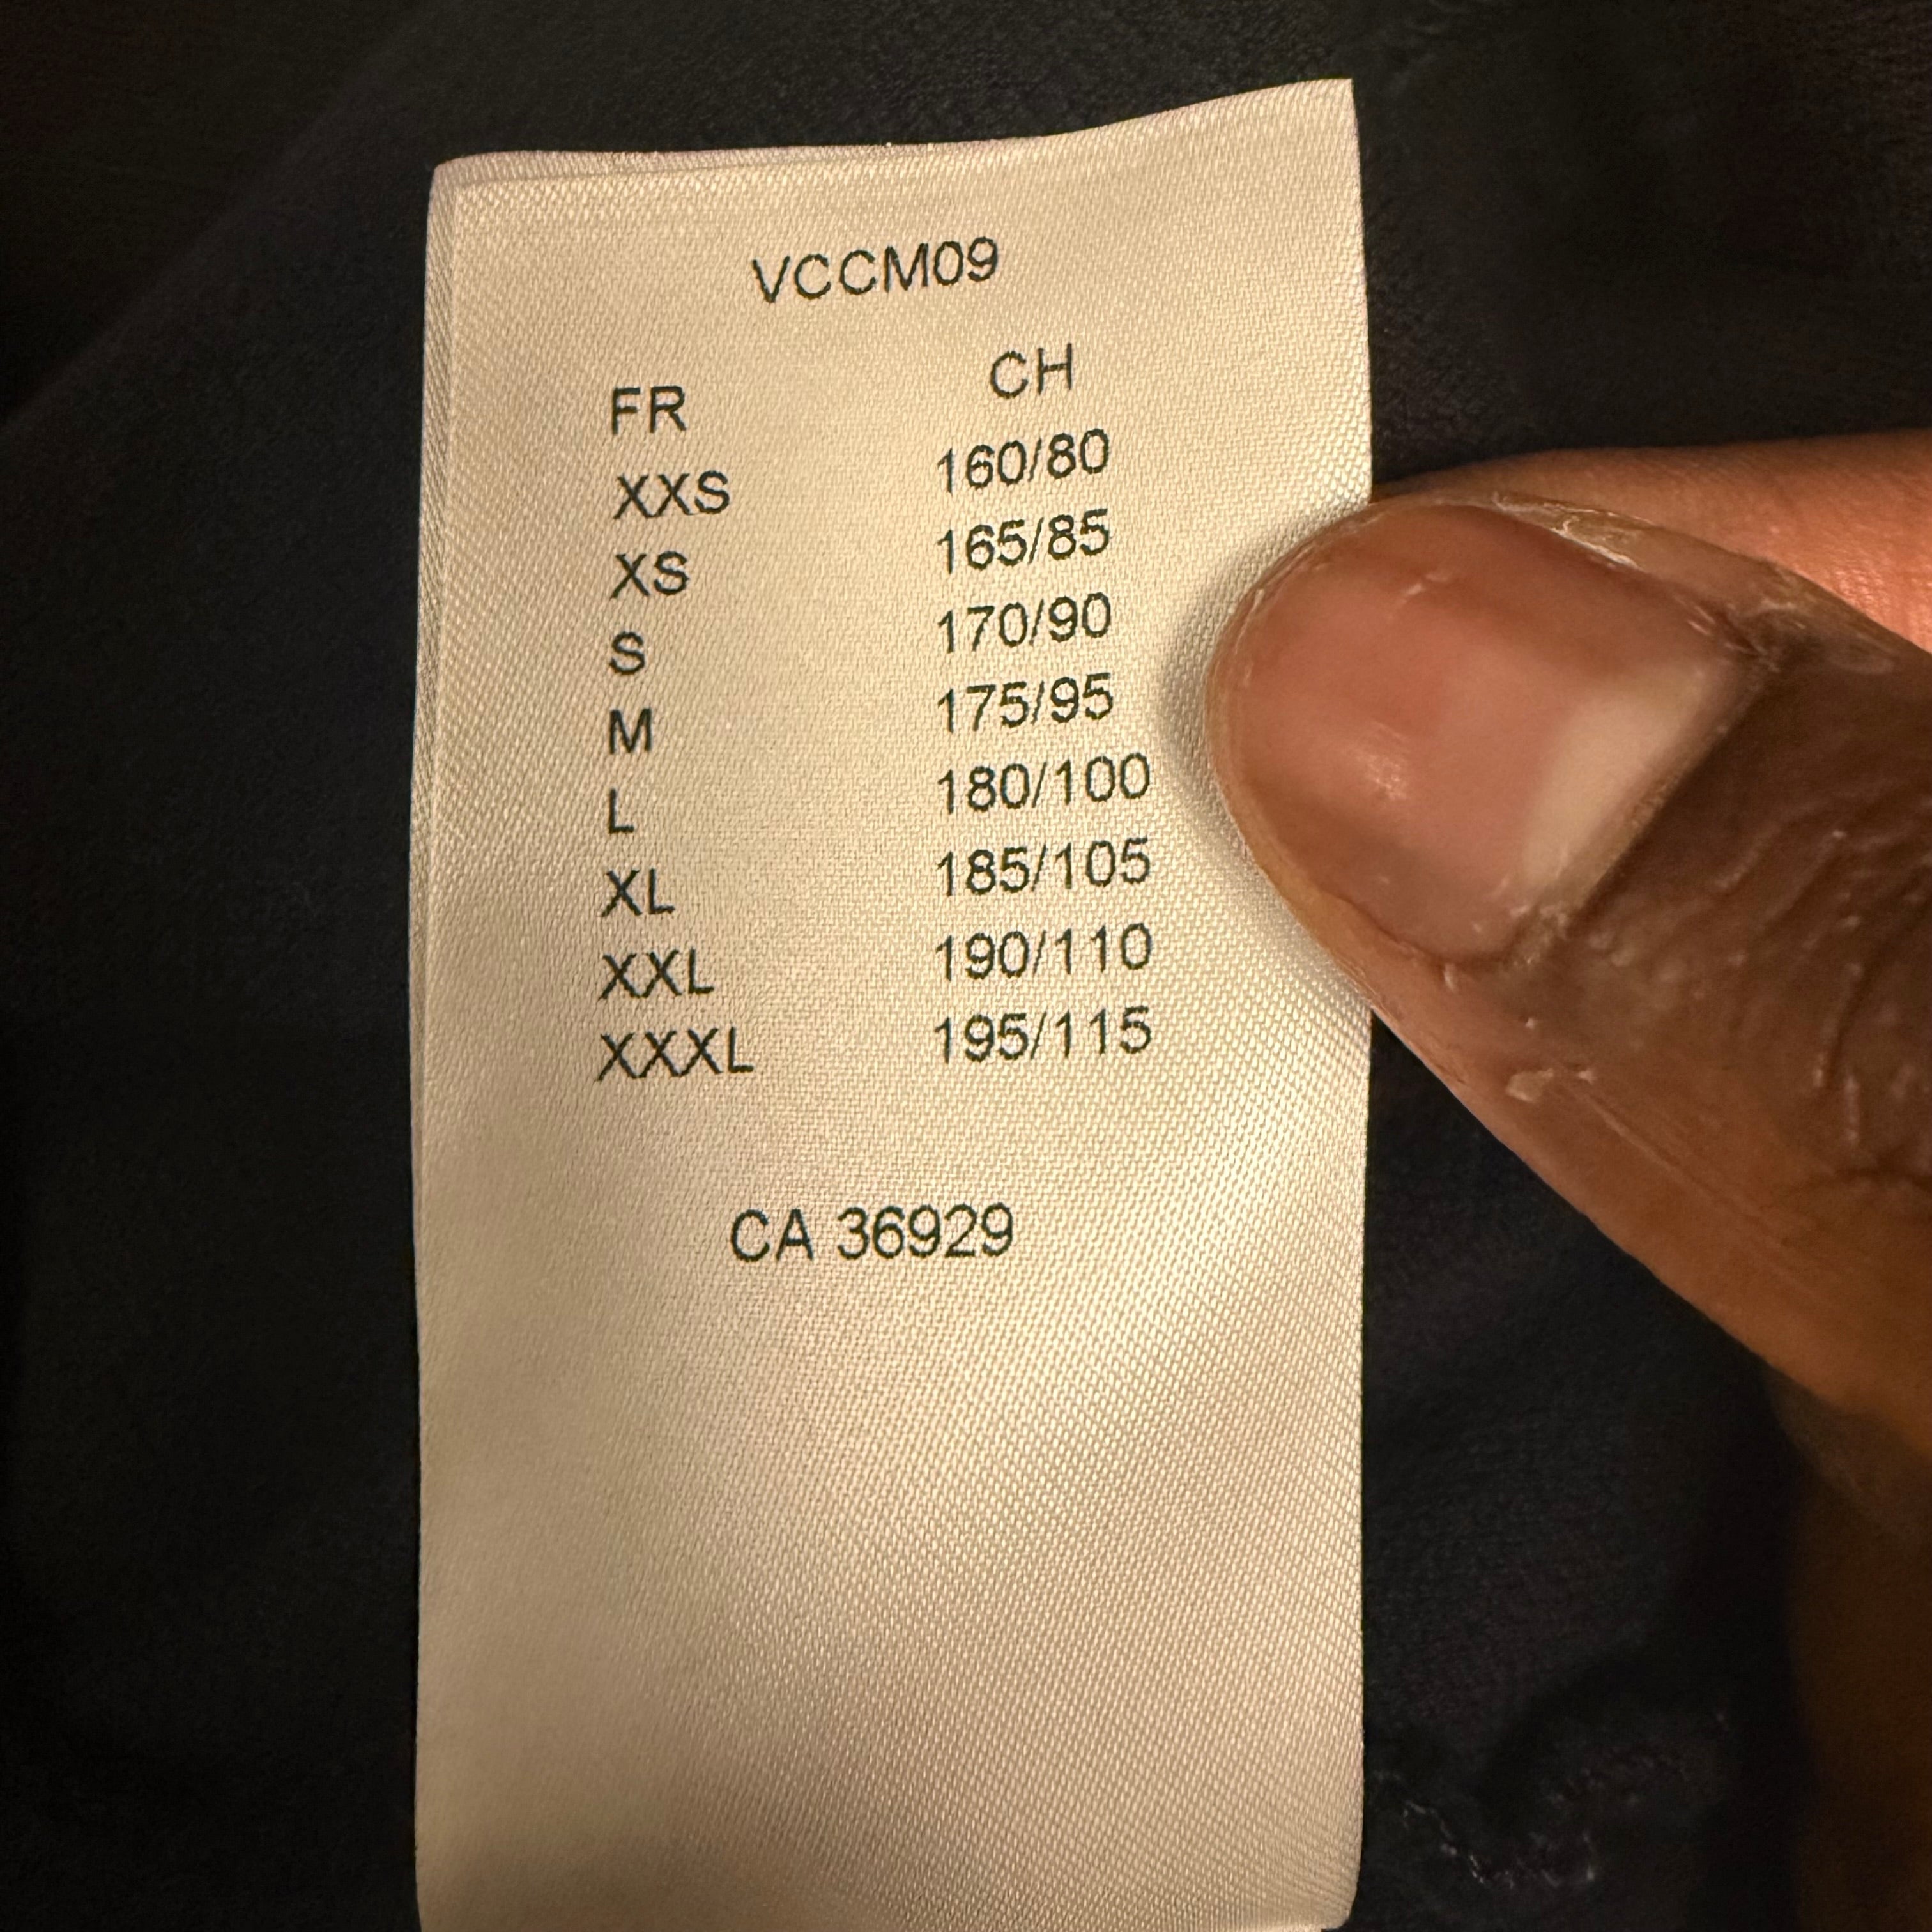 VCCM09
FR CH
XXS 160/80
XS 165/85
S 170/90
M 175/95
L 180/100
XL 185/105
XXL 190/110
XXXL 195/115
CA 36929